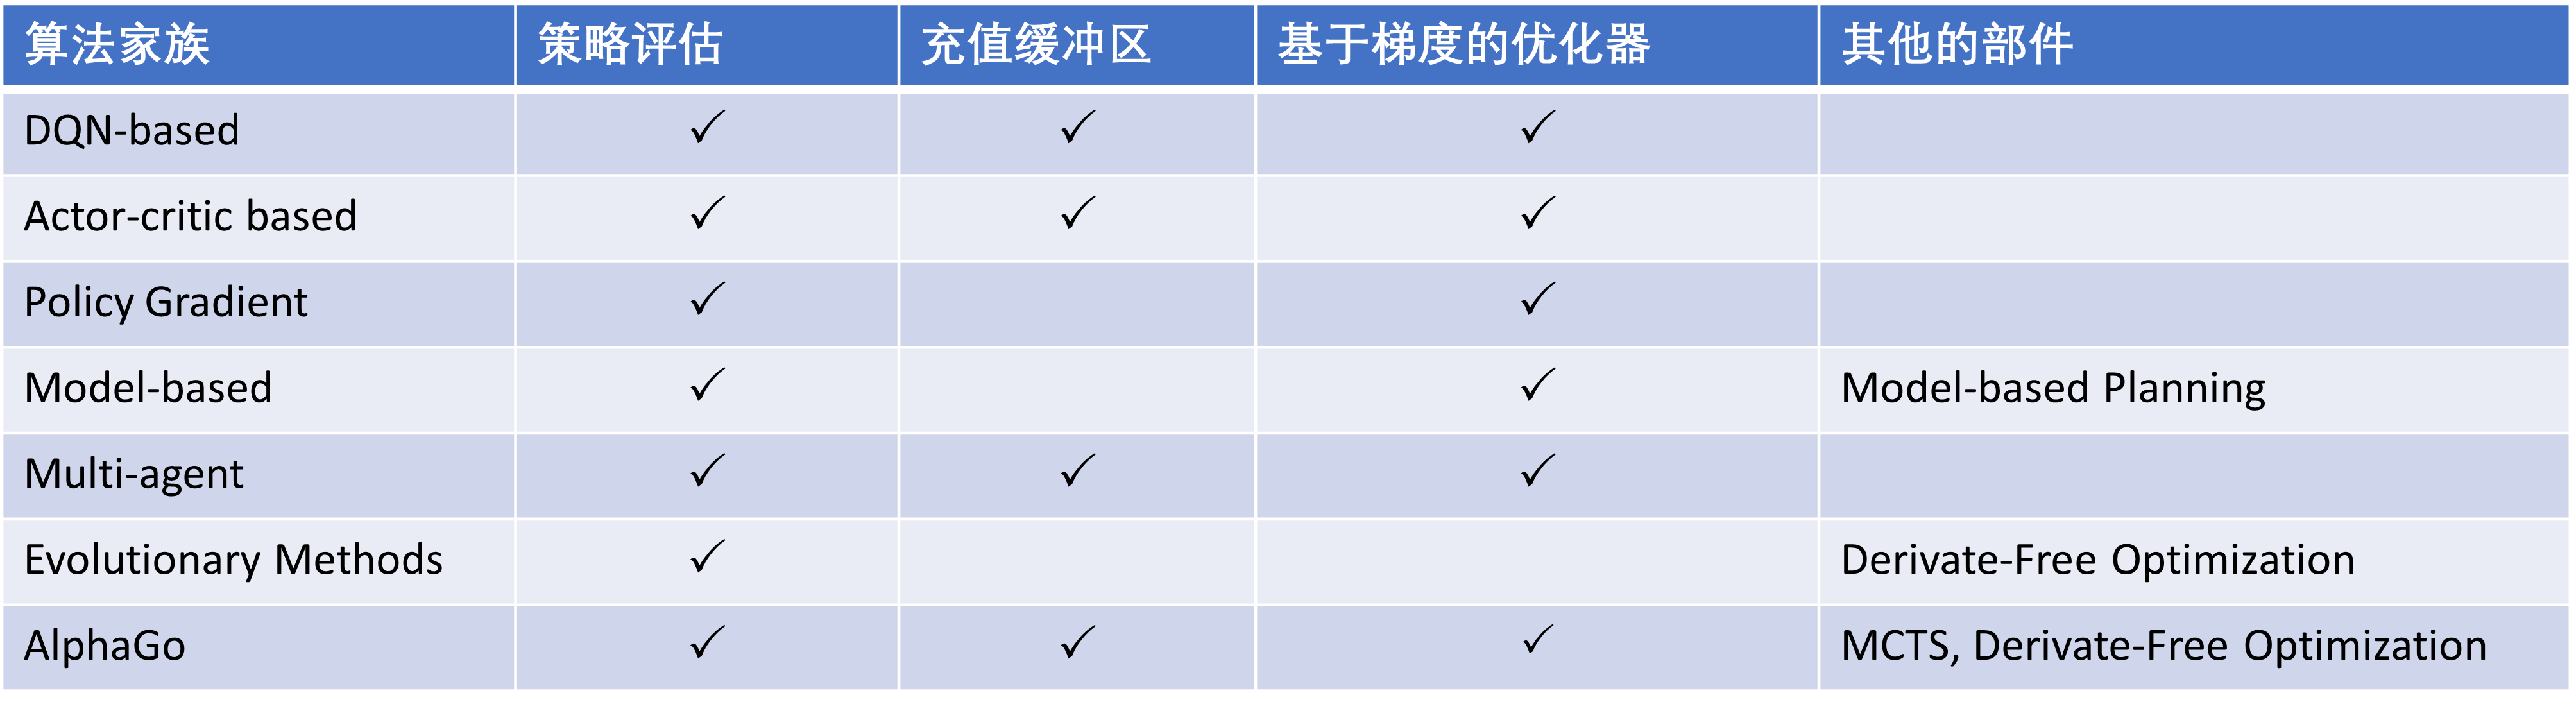 算法家族 策略评估 充值缓冲区 基于梯度的优化器 其他的部件
DQN-based ✓ ✓ ✓
Actor-critic based ✓ ✓ ✓
Policy Gradient ✓ ✓
Model-based ✓ ✓ Model-based Planning
Multi-agent ✓ ✓ ✓
Evolutionary Methods ✓ Derivate-Free Optimization
AlphaGo ✓ ✓ ✓ MCTS, Derivate-Free Optimization